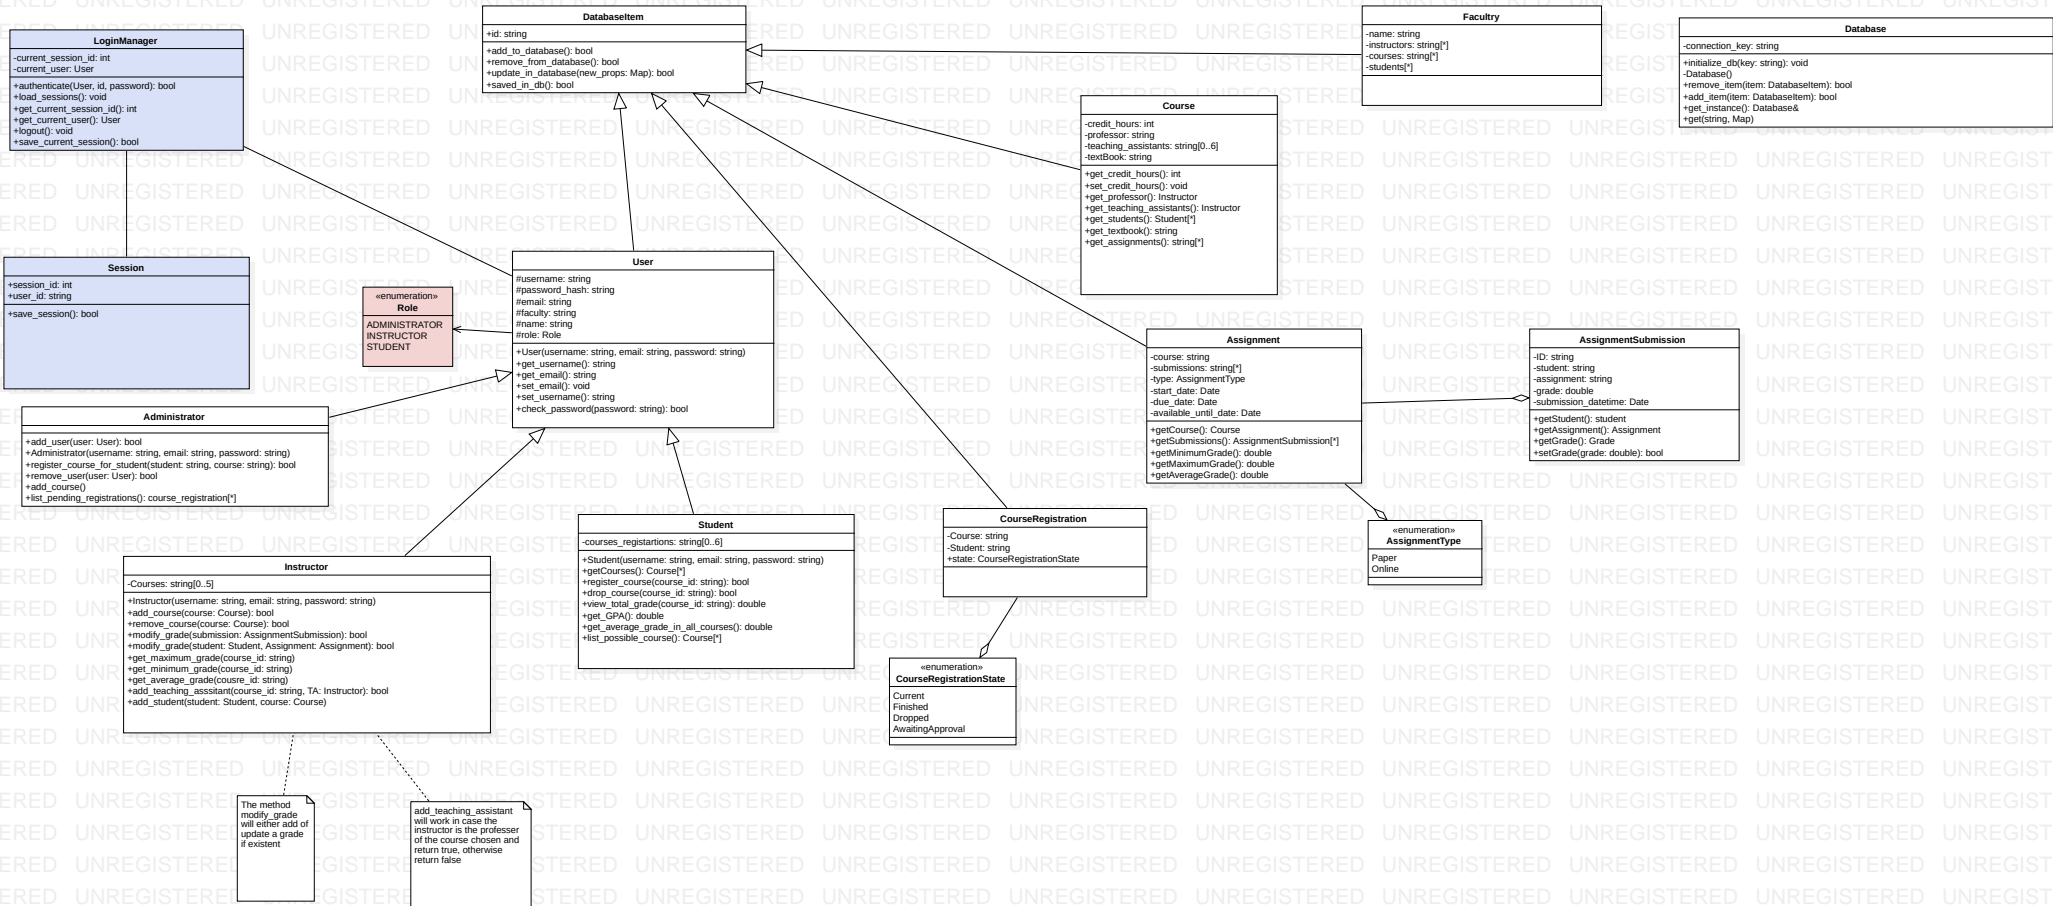 LoginManager
-current_session_id: int
-current_user: User
+authenticate(User, id, password): bool
+load_sessions(): void
+get_current_session_id(): int
+get_current_user(): User
+logout(): void
+save_current_session(): bool
DatabaseItem
+id: string
+add_to_database(): bool
+remove_from_database(): bool
+update_in_database(new_props: Map): bool
+saved_in_db(): bool
Facultry
-name: string
-instructors: string[*]
-courses: string[*]
-students[*]
Database
-connection_key: string
+initialize_db(key: string): void
-Database()
+remove_item(item: DatabaseItem): bool
+add_item(item: DatabaseItem): bool
+get_instance(): Database&
+get(string, Map)
Course
-credit_hours: int
-professor: string
-teaching_assistants: string[0..6]
-textBook: string
+get_credit_hours(): int
+set_credit_hours(): void
+get_professor(): Instructor
+get_teaching_assistants(): Instructor
+get_students(): Student[*]
+get_textbook(): string
+get_assignments(): string[*]
Session
+session_id: int
+user_id: string
+save_session(): bool
«enumeration»
Role
ADMINISTRATOR
INSTRUCTOR
STUDENT
User
#username: string
#password_hash: string
#email: string
#faculty: string
#name: string
#role: Role
+User(username: string, email: string, password: string)
+get_username(): string
+get_email(): string
+set_email(): void
+set_username(): string
+check_password(password: string): bool
Assignment
-course: string
-submissions: string[*]
-type: AssignmentType
-start_date: Date
-due_date: Date
-available_until_date: Date
+getCourse(): Course
+getSubmissions(): AssignmentSubmission[*]
+getMinimumGrade(): double
+getMaximumGrade(): double
+getAverageGrade(): double
AssignmentSubmission
-ID: string
-student: string
-assignment: string
-grade: double
-submission_datetime: Date
+getStudent(): student
+getAssignment(): Assignment
+getGrade(): Grade
+setGrade(grade: double): bool
Administrator
+add_user(user: User): bool
+Administrator(username: string, email: string, password: string)
+register_course_for_student(student: string, course: string): bool
+remove_user(user: User): bool
+add_course()
+list_pending_registrations(): course_registration[*]
Instructor
-Courses: string[0..5]
+Instructor(username: string, email: string, password: string)
+add_course(course: Course): bool
+remove_course(course: Course): bool
+modify_grade(submission: AssignmentSubmission): bool
+modify_grade(student: Student, Assignment: Assignment): bool
+get_maximum_grade(course_id: string)
+get_minimum_grade(course_id: string)
+get_average_grade(cousre_id: string)
+add_teaching_asssitant(course_id: string, TA: Instructor): bool
+add_student(student: Student, course: Course)
Student
-courses_registartions: string[0..6]
+Student(username: string, email: string, password: string)
+getCourses(): Course[*]
+register_course(course_id: string): bool
+drop_course(course_id: string): bool
+view_total_grade(course_id: string): double
+get_GPA(): double
+get_average_grade_in_all_courses(): double
+list_possible_course(): Course[*]
CourseRegistration
-Course: string
-Student: string
+state: CourseRegistrationState
«enumeration»
AssignmentType
Paper
Online
«enumeration»
CourseRegistrationState
Current
Finished
Dropped
AwaitingApproval
The method
modify_grade
will either add of
update a grade
if existent
add_teaching_assistant
will work in case the
instructor is the professer
of the course chosen and
return true, otherwise
return false
UNREGISTERED